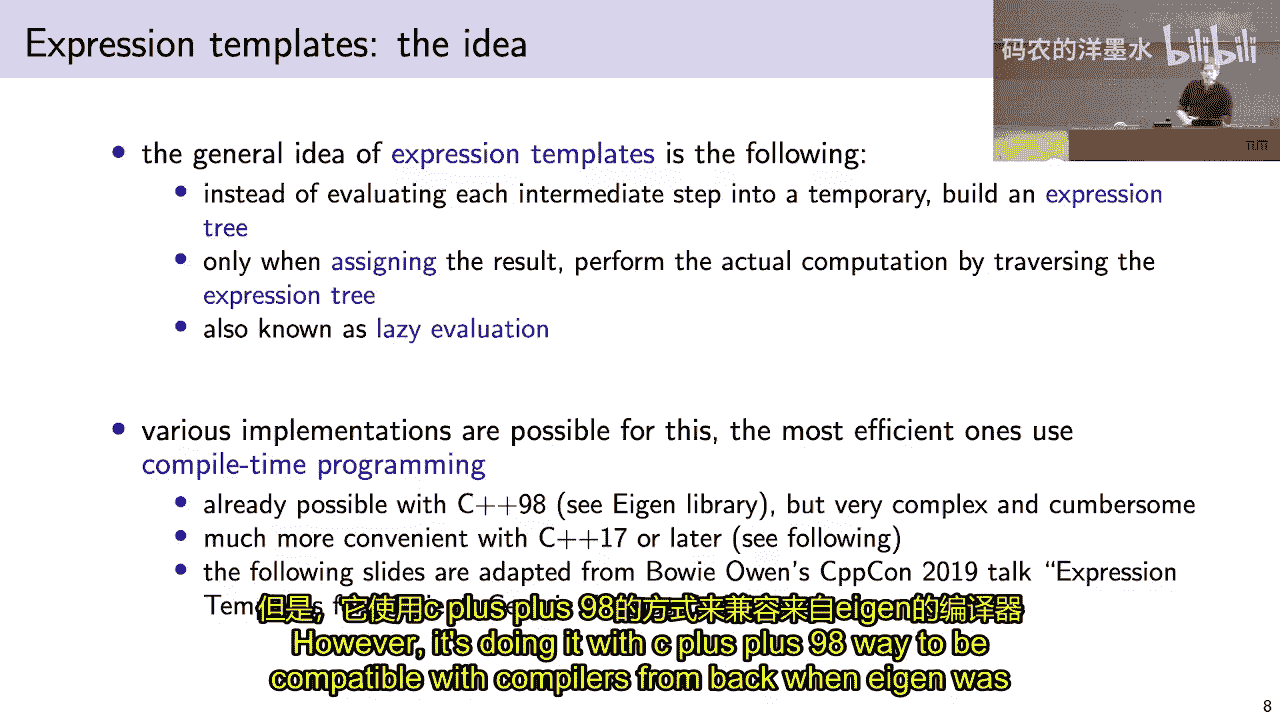 Expression templates: the idea
码农的洋墨水 bilibili
• the general idea of expression templates is the following:
• instead of evaluating each intermediate step into a temporary, build an expression
tree
• only when assigning the result, perform the actual computation by traversing the
expression tree
• also known as lazy evaluation
• various implementations are possible for this, the most efficient ones use
compile-time programming
• already possible with C++98 (see Eigen library), but very complex and cumbersome
• much more convenient with C++17 or later (see following)
• the following slides are adapted from Bowie Owen's CppCon 2019 talk “Expression
但是，它使用c plus plus 98的方式来兼容来自eigen的编译器
However, it's doing it with c plus plus 98 way to be
compatible with compilers from back when eigen was
8